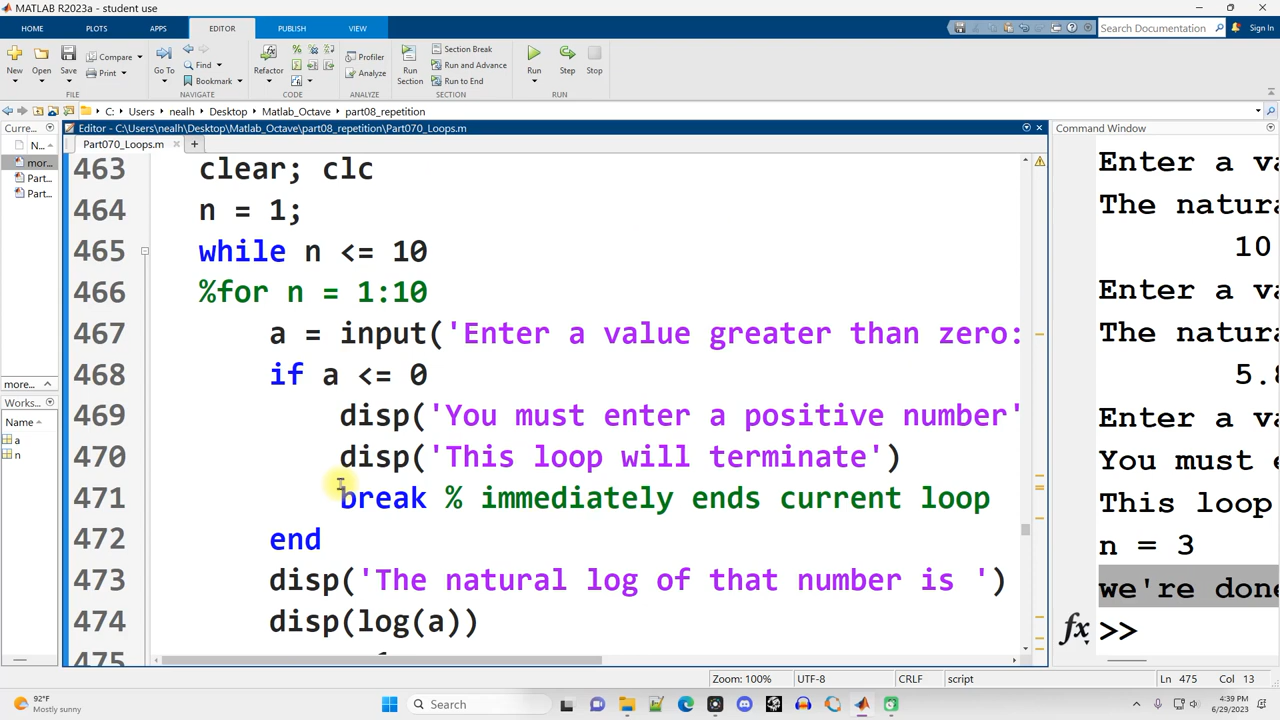 MATLAB R2023a - student use
HOME PLOTS APPS EDITOR PUBLISH VIEW
Search Documentation Sign In
New Open Save Compare Print Go To Find Bookmark Refactor Profiler Analyze Run Section Section Break Run and Advance Run to End Run Step Stop
FILE NAVIGATE CODE ANALYZE SECTION RUN
C: Users nealh Desktop Matlab_Octave part08_repetition
Curre...
Editor - C:\Users\nealh\Desktop\Matlab_Octave\part08_repetition\Part070_Loops.m
Command Window
Part070_Loops.m +
N...
mor...
Part...
Part...
more...
Works...
Name
a
n
463 clear; clc
464 n = 1;
465 while n <= 10
466 %for n = 1:10
467 a = input('Enter a value greater than zero:
468 if a <= 0
469 disp('You must enter a positive number'
470 disp('This loop will terminate')
471 break % immediately ends current loop
472 end
473 disp('The natural log of that number is ')
474 disp(log(a))
475
Enter a va
The natura
10
Enter a va
The natura
5.8
Enter a va
You must e
This loop
n = 3
we're done
fx >>
Zoom: 100% UTF-8 CRLF script Ln 475 Col 13
92°F
Mostly sunny
Search
4:39 PM
6/29/2023